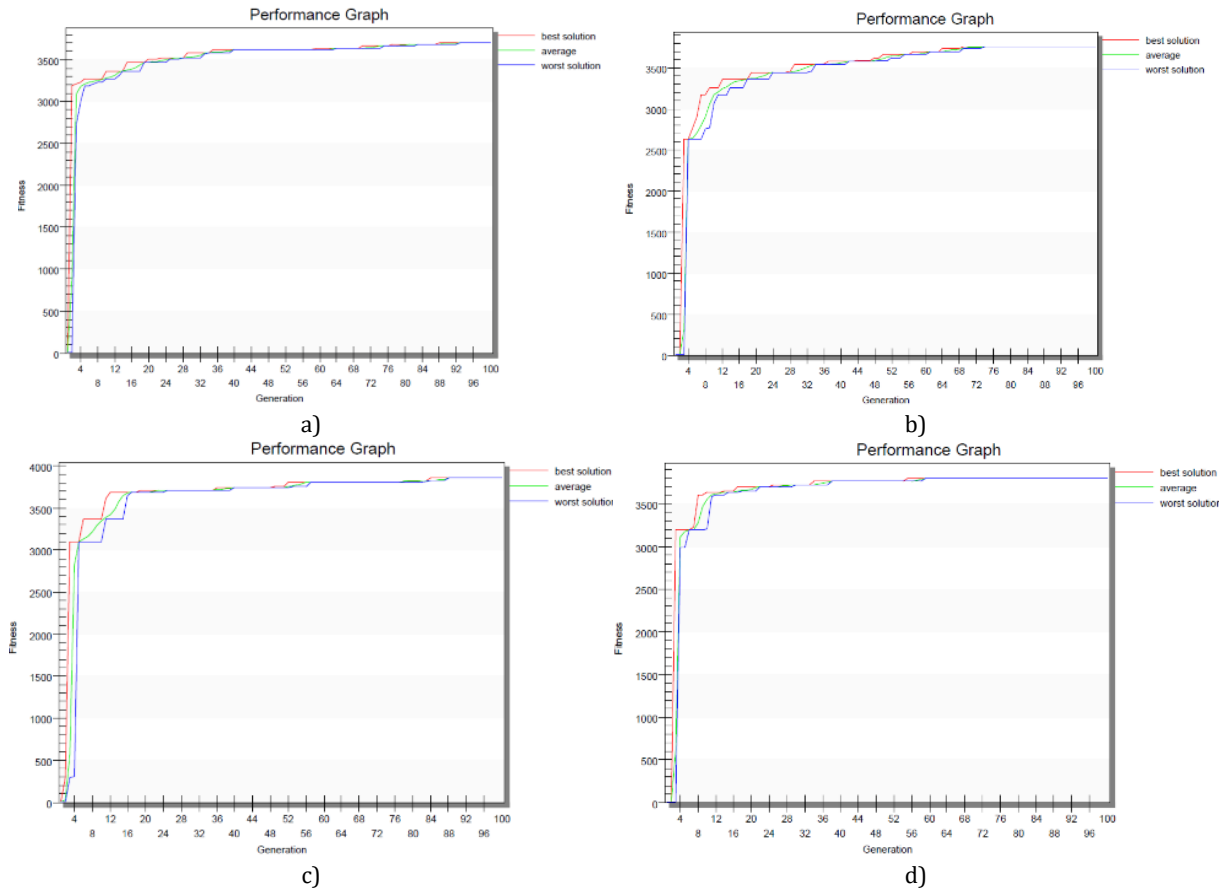 Performance Graph
best solution
average
worst solution
3500
3000
2500
2000
1500
1000
500
0
Fitness
4 12 20 28 36 44 52 60 68 76 84 92 100
8 16 24 32 40 48 56 64 72 80 88 96
Generation
a)
Performance Graph
best solution
average
worst solution
3500
3000
2500
2000
1500
1000
500
0
Fitness
4 12 20 28 36 44 52 60 68 76 84 92 100
8 16 24 32 40 48 56 64 72 80 88 96
Generation
b)
Performance Graph
best solution
average
worst solution
4000
3500
3000
2500
2000
1500
1000
500
0
Fitness
4 12 20 28 36 44 52 60 68 76 84 92 100
8 16 24 32 40 48 56 64 72 80 88 96
Generation
c)
Performance Graph
best solution
average
worst solution
3500
3000
2500
2000
1500
1000
500
0
Fitness
4 12 20 28 36 44 52 60 68 76 84 92 100
8 16 24 32 40 48 56 64 72 80 88 96
Generation
d)